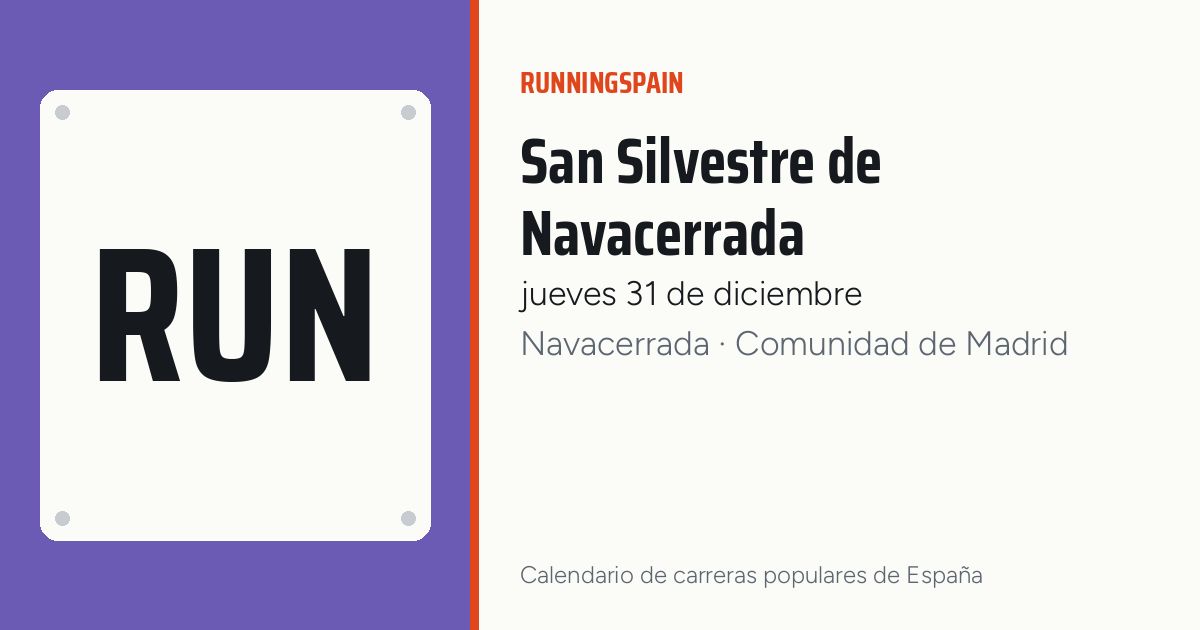 RUN
RUNNINGSPAIN
San Silvestre de
Navacerrada
jueves 31 de diciembre
Navacerrada · Comunidad de Madrid
Calendario de carreras populares de España